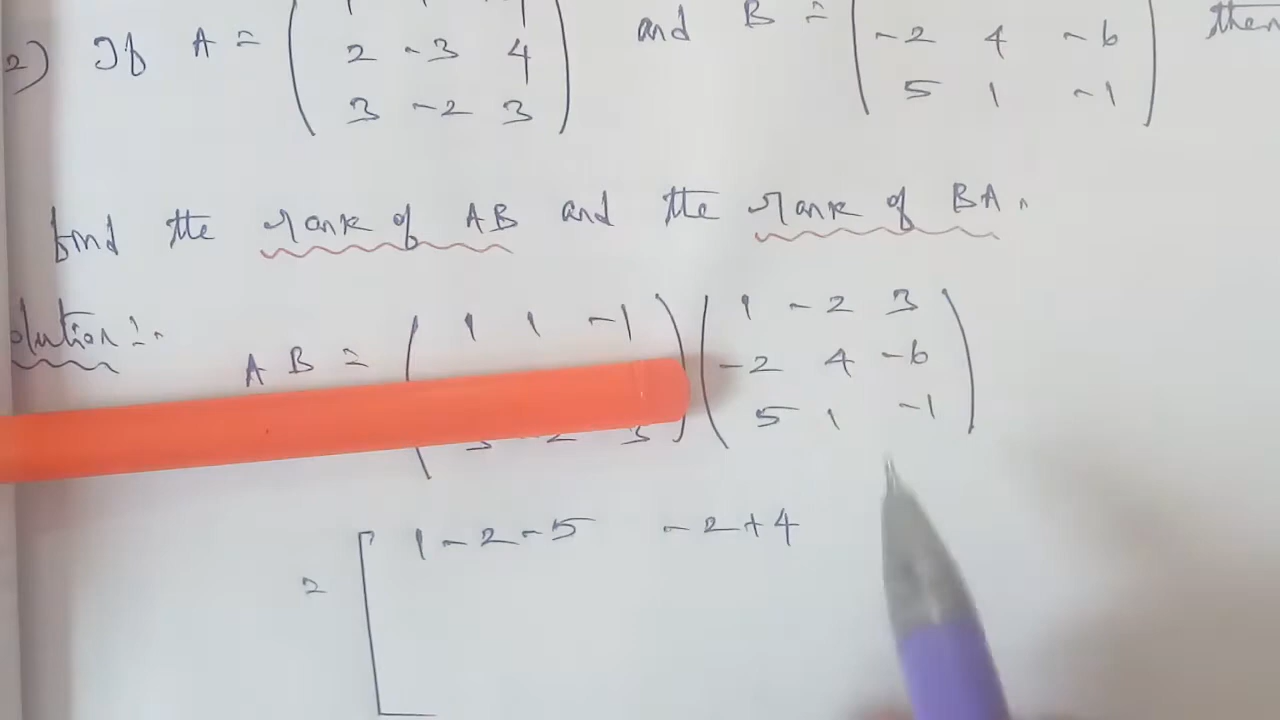 2) If A = and B = then
2 -3 4 -2 4 -6
3 -2 3 5 1 -1
find the rank of AB and the rank of BA.
olution :-
1 1 -1 1 -2 3
AB = -2 4 -6
5 1 -1
= [ 1-2-5 -2+4